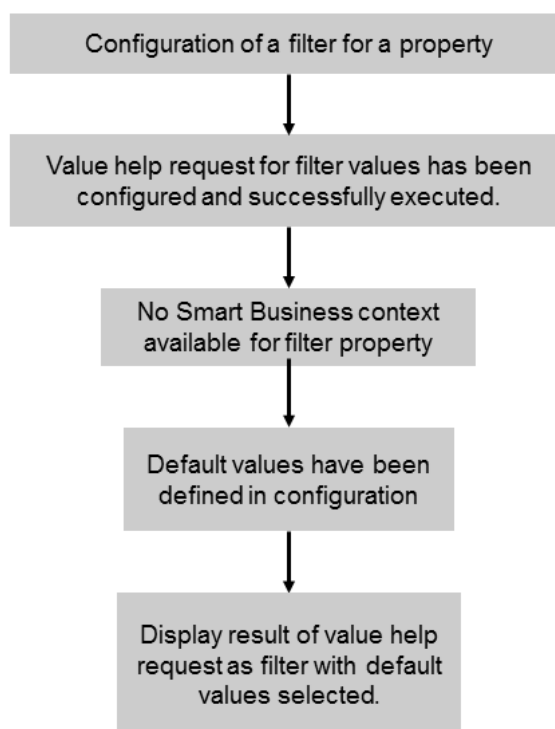 Configuration of a filter for a property
Value help request for filter values has been
configured and successfully executed.
No Smart Business context
available for filter property
Default values have been
defined in configuration
Display result of value help
request as filter with default
values selected.